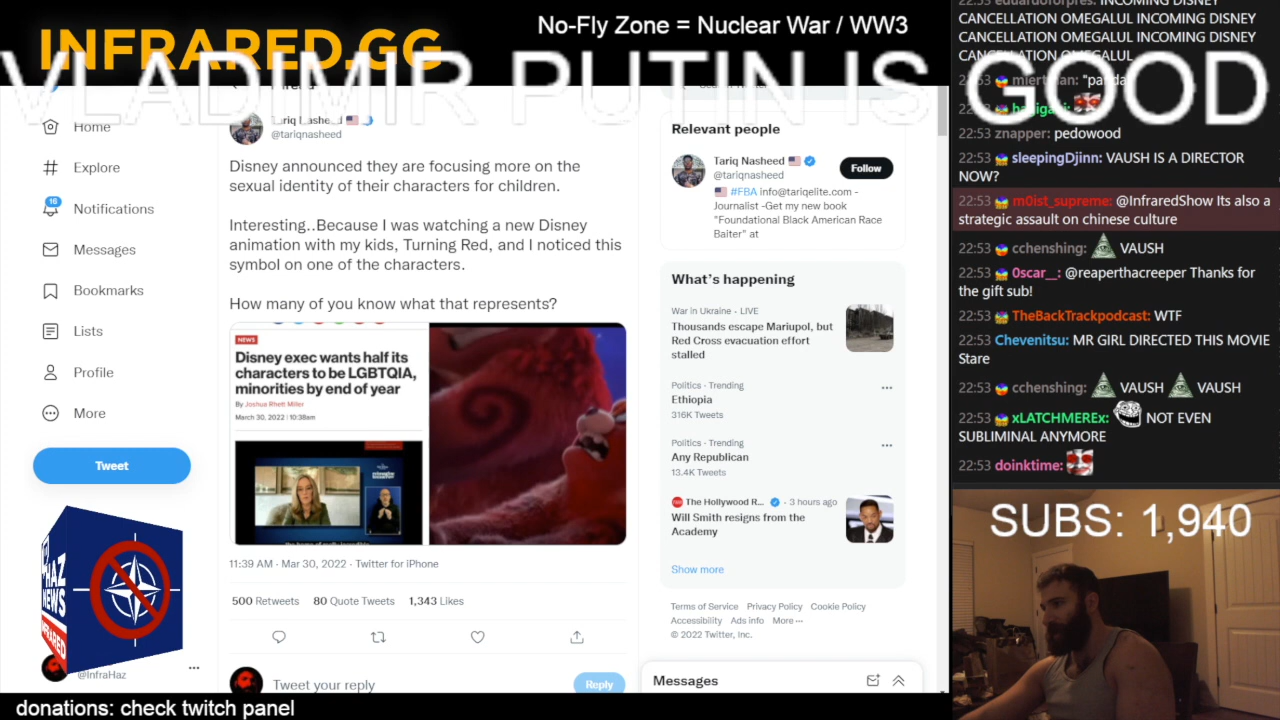 INFRARED.GG
No-Fly Zone = Nuclear War / WW3
VLADIMIR PUTIN IS GOOD
Home
Explore
16
Notifications
Messages
Bookmarks
Lists
Profile
More
Tweet
HAZ
NEWS
INFRARED
@InfraHaz
Tariq Nasheed
@tariqnasheed
Disney announced they are focusing more on the
sexual identity of their characters for children.
Interesting..Because I was watching a new Disney
animation with my kids, Turning Red, and I noticed this
symbol on one of the characters.
How many of you know what that represents?
NEWS
Disney exec wants half its
characters to be LGBTQIA,
minorities by end of year
By Joshua Rhett Miller
March 30, 2022 | 10:38am
11:39 AM · Mar 30, 2022 · Twitter for iPhone
500 Retweets 80 Quote Tweets 1,343 Likes
Tweet your reply
Reply
Relevant people
Tariq Nasheed
@tariqnasheed
Follow
#FBA info@tariqelite.com -
Journalist -Get my new book
"Foundational Black American Race
Baiter" at
What's happening
War in Ukraine · LIVE
Thousands escape Mariupol, but
Red Cross evacuation effort
stalled
Politics · Trending
Ethiopia
316K Tweets
Politics · Trending
Any Republican
13.4K Tweets
The Hollywood R... · 3 hours ago
Will Smith resigns from the
Academy
Show more
Terms of Service Privacy Policy Cookie Policy
Accessibility Ads info More ···
© 2022 Twitter, Inc.
Messages
INCOMING DISNEY
CANCELLATION OMEGALUL INCOMING DISNEY
CANCELLATION OMEGALUL INCOMING DISNEY
CANCELLATION OMEGALUL
22:53 znapper: pedowood
22:53 sleepingDjinn: VAUSH IS A DIRECTOR
NOW?
22:53 m0ist_supreme: @InfraredShow Its also a
strategic assault on chinese culture
22:53 cchenshing: VAUSH
22:53 0scar__: @reaperthacreeper Thanks for
the gift sub!
22:53 TheBackTrackpodcast: WTF
22:53 Chevenitsu: MR GIRL DIRECTED THIS MOVIE
Stare
22:53 cchenshing: VAUSH VAUSH
22:53 xLATCHMEREx: NOT EVEN
SUBLIMINAL ANYMORE
22:53 doinktime:
SUBS: 1,940
donations: check twitch panel